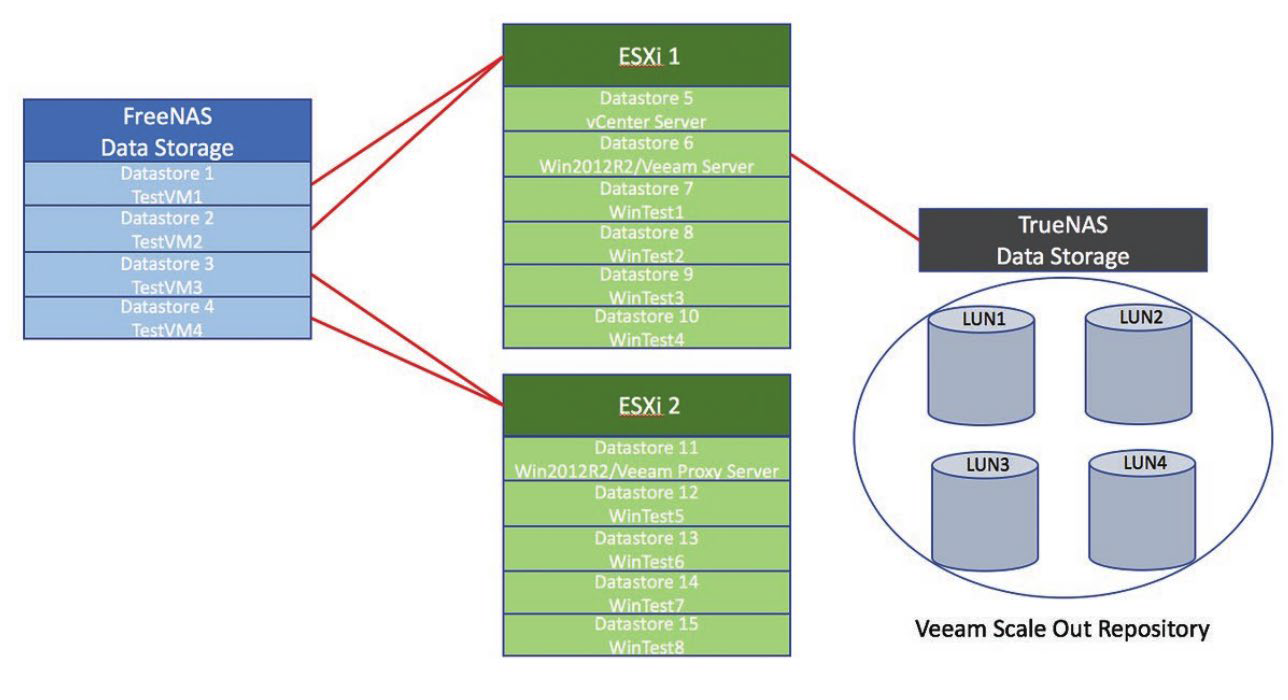 FreeNAS
Data Storage
Datastore 1
TestVM1
Datastore 2
TestVM2
Datastore 3
TestVM3
Datastore 4
TestVM4
ESXi 1
Datastore 5
vCenter Server
Datastore 6
Win2012R2/Veeam Server
Datastore 7
WinTest1
Datastore 8
WinTest2
Datastore 9
WinTest3
Datastore 10
WinTest4
ESXi 2
Datastore 11
Win2012R2/Veeam Proxy Server
Datastore 12
WinTest5
Datastore 13
WinTest6
Datastore 14
WinTest7
Datastore 15
WinTest8
TrueNAS
Data Storage
LUN1
LUN2
LUN3
LUN4
Veeam Scale Out Repository